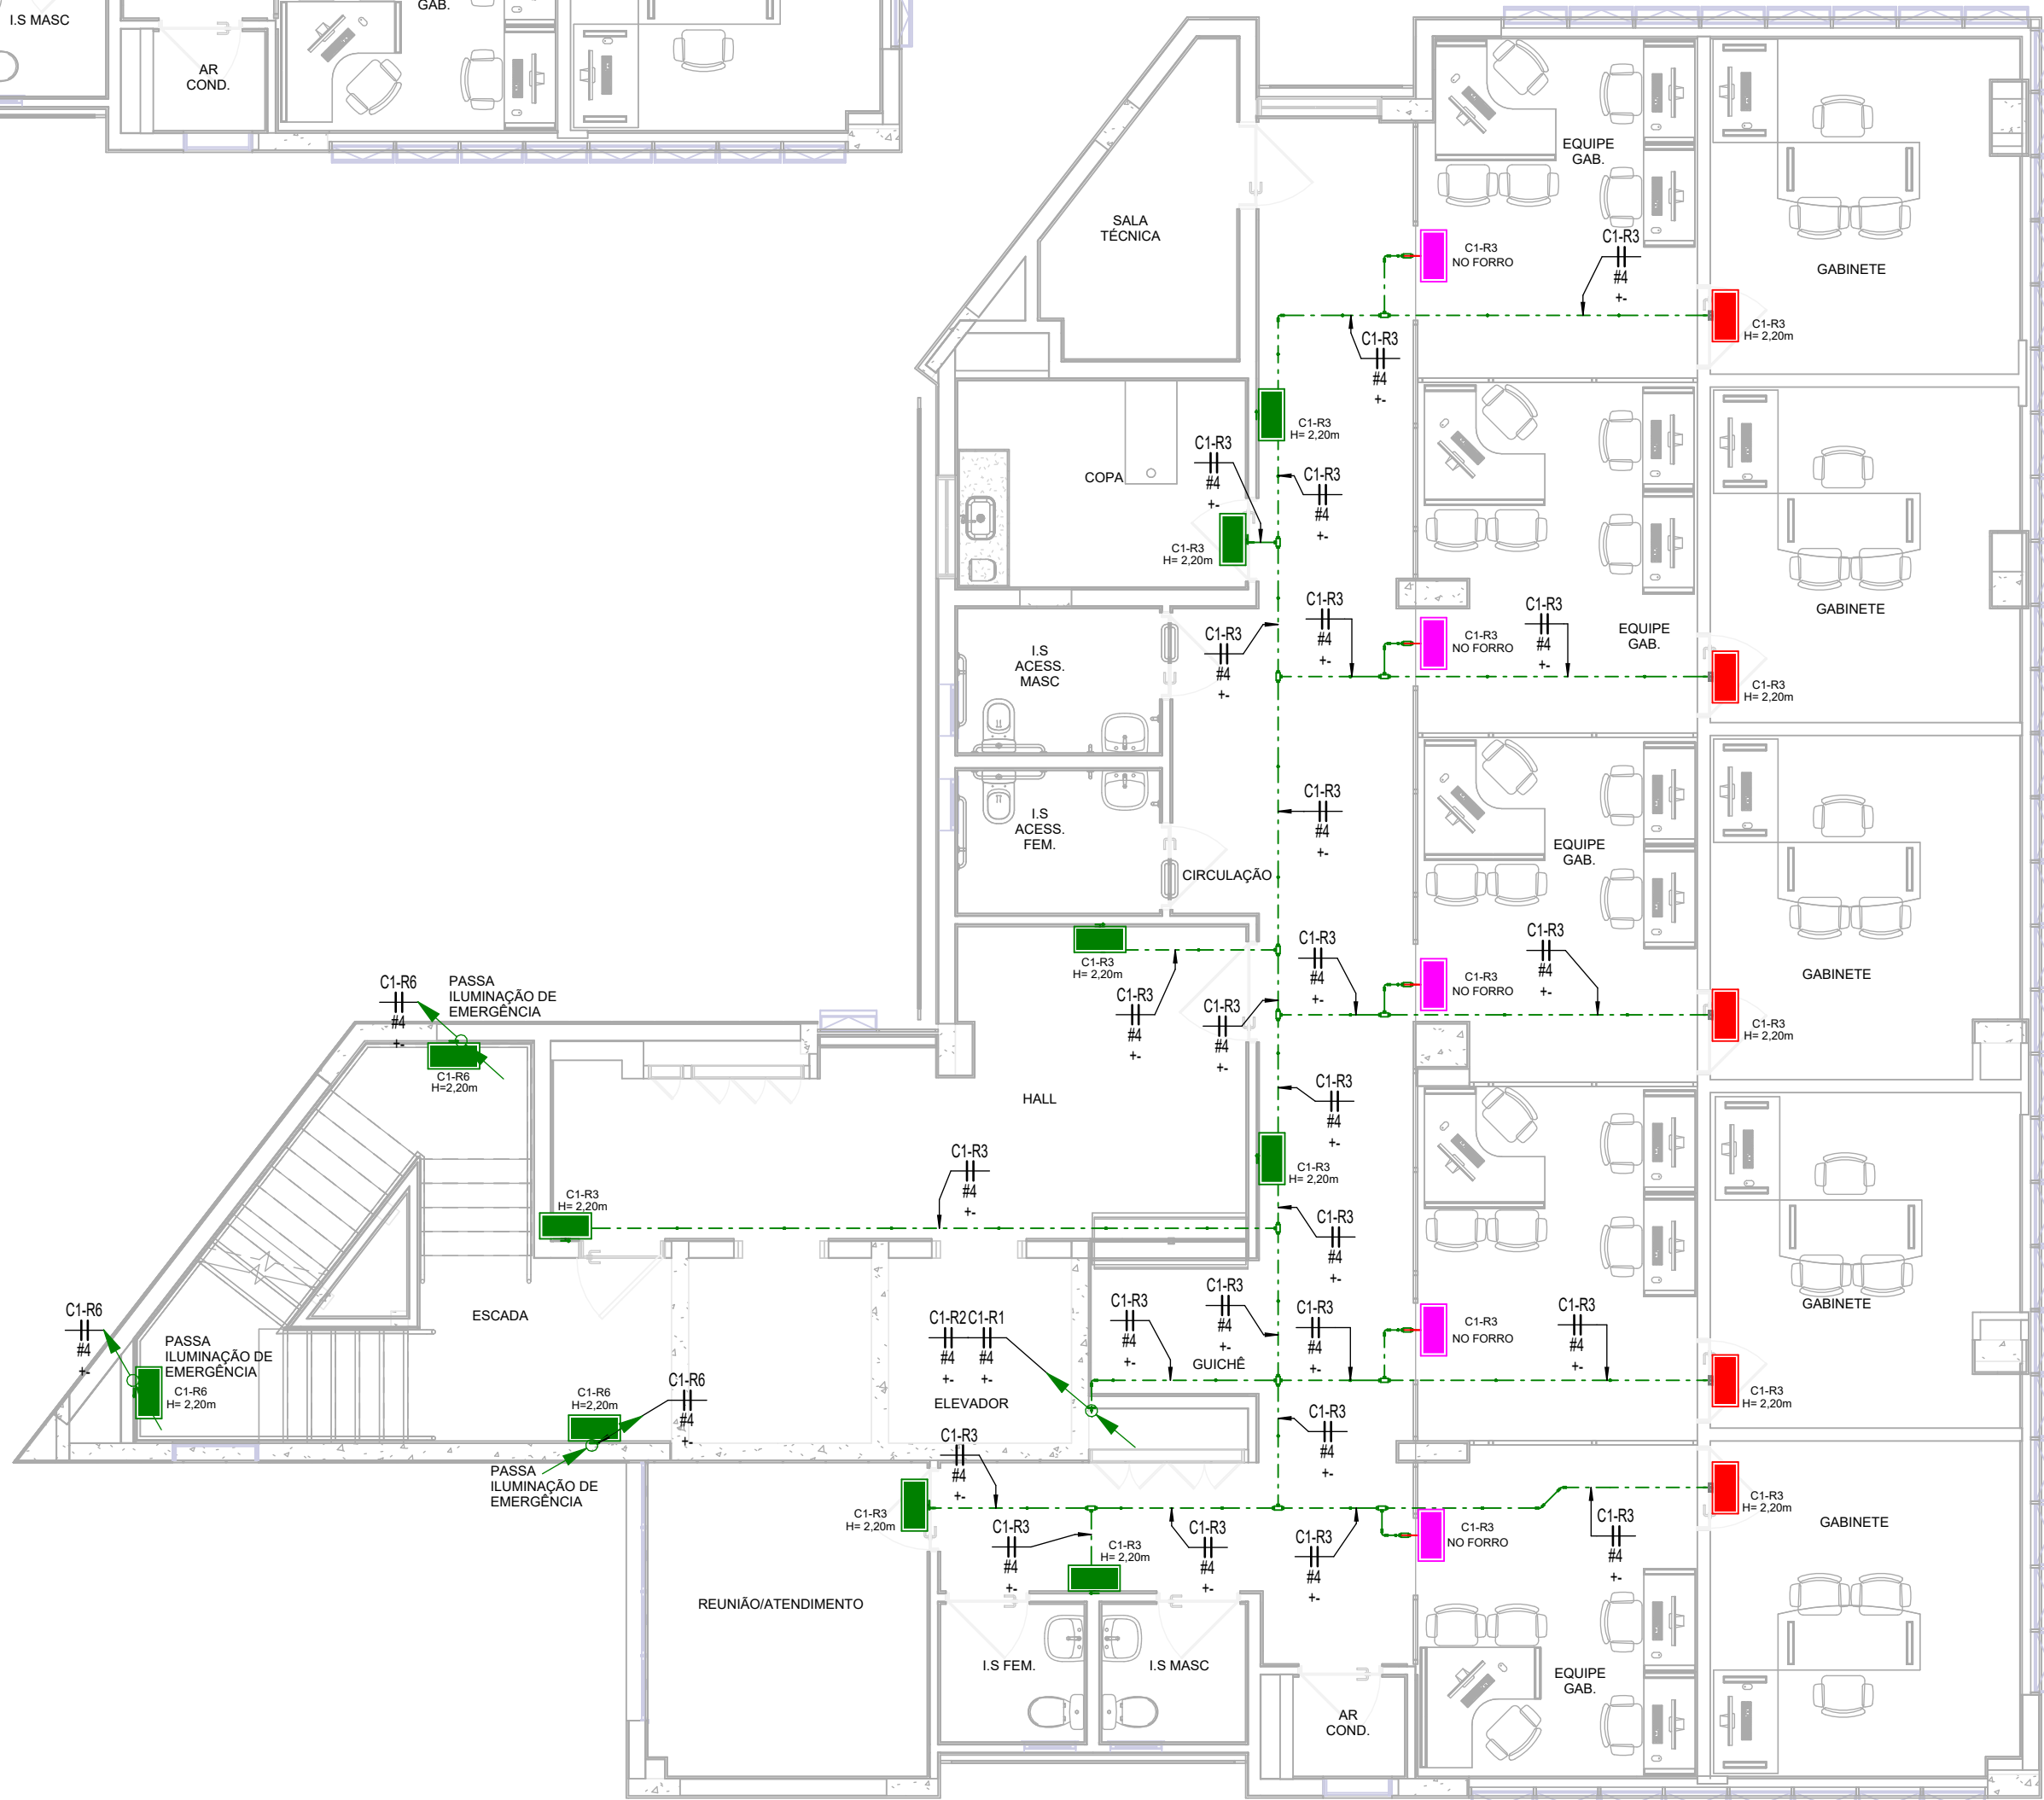 I.S MASC
GAB.
AR
COND.
SALA
TÉCNICA
EQUIPE
GAB.
C1-R3
NO FORRO
C1-R3
#4
+-
GABINETE
C1-R3
H= 2,20m
C1-R3
#4
+-
C1-R3
H= 2,20m
C1-R3
#4
+-
COPA
C1-R3
#4
+-
C1-R3
H= 2,20m
C1-R3
#4
+-
C1-R3
#4
+-
C1-R3
NO FORRO
C1-R3
#4
+-
EQUIPE
GAB.
GABINETE
I.S
ACESS.
MASC
C1-R3
H= 2,20m
C1-R3
#4
+-
I.S
ACESS.
FEM.
CIRCULAÇÃO
EQUIPE
GAB.
C1-R3
H= 2,20m
C1-R3
#4
+-
C1-R3
#4
+-
C1-R3
#4
+-
C1-R3
NO FORRO
C1-R3
#4
+-
GABINETE
C1-R3
H= 2,20m
C1-R6
#4
+-
PASSA
ILUMINAÇÃO DE
EMERGÊNCIA
C1-R6
H=2,20m
HALL
C1-R3
#4
+-
C1-R3
H= 2,20m
C1-R3
#4
+-
C1-R3
H= 2,20m
C1-R3
#4
+-
C1-R6
#4
+-
PASSA
ILUMINAÇÃO DE
EMERGÊNCIA
C1-R6
H= 2,20m
ESCADA
C1-R2
#4
+-
C1-R1
#4
+-
C1-R3
#4
+-
C1-R3
#4
+-
GUICHÊ
C1-R3
#4
+-
C1-R3
NO FORRO
C1-R3
#4
+-
GABINETE
C1-R3
H= 2,20m
C1-R6
H=2,20m
C1-R6
#4
+-
ELEVADOR
C1-R3
#4
+-
C1-R3
#4
+-
PASSA
ILUMINAÇÃO DE
EMERGÊNCIA
C1-R3
H= 2,20m
C1-R3
#4
+-
C1-R3
H= 2,20m
C1-R3
#4
+-
C1-R3
#4
+-
C1-R3
NO FORRO
C1-R3
#4
+-
C1-R3
H= 2,20m
GABINETE
REUNIÃO/ATENDIMENTO
I.S FEM.
I.S MASC
EQUIPE
GAB.
AR
COND.